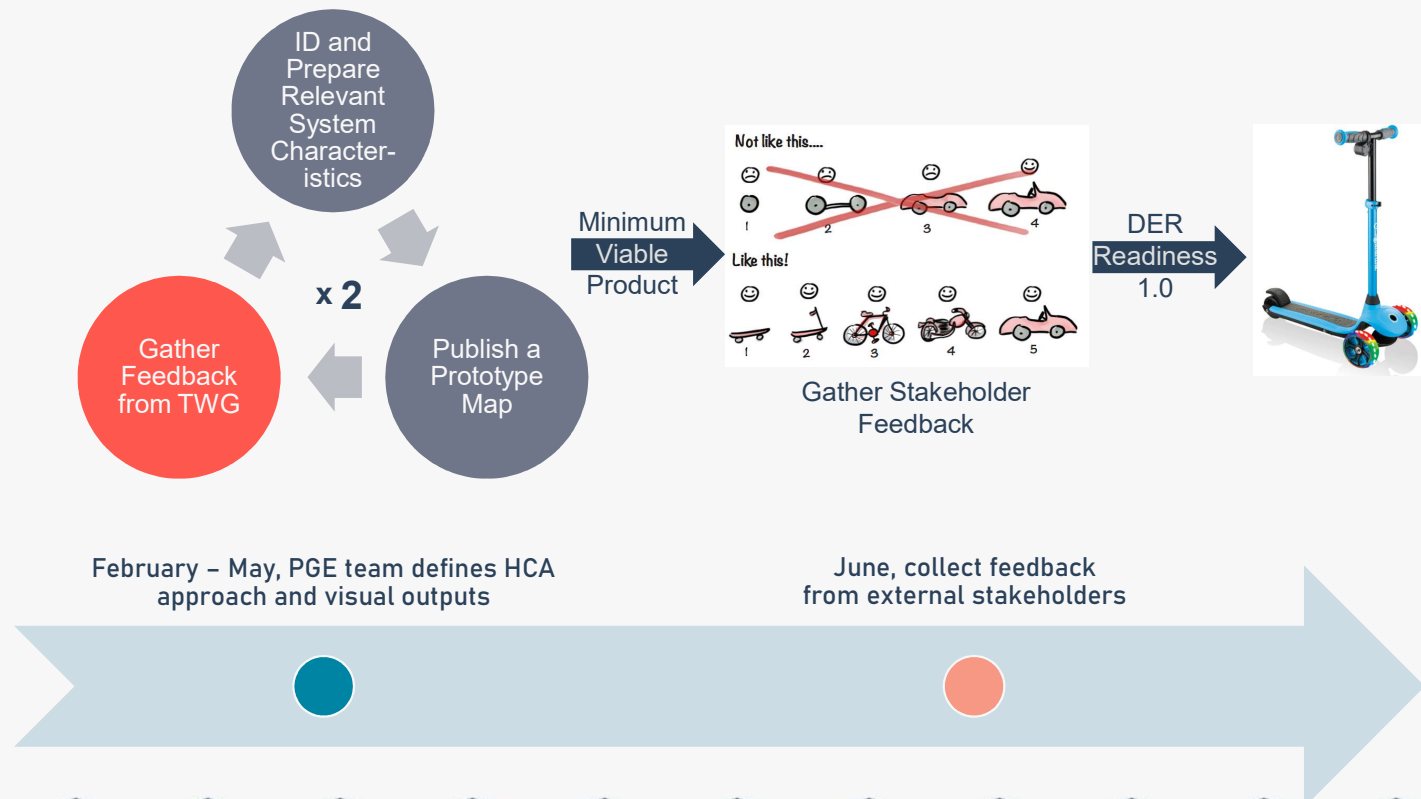 ID and
Prepare
Relevant
System
Character-
istics
x 2
Gather
Feedback
from TWG
Publish a
Prototype
Map
Minimum
Viable
Product
Not like this....
1
2
3
4
Like this!
1
2
3
4
5
Gather Stakeholder
Feedback
DER
Readiness
1.0
February – May, PGE team defines HCA
approach and visual outputs
June, collect feedback
from external stakeholders